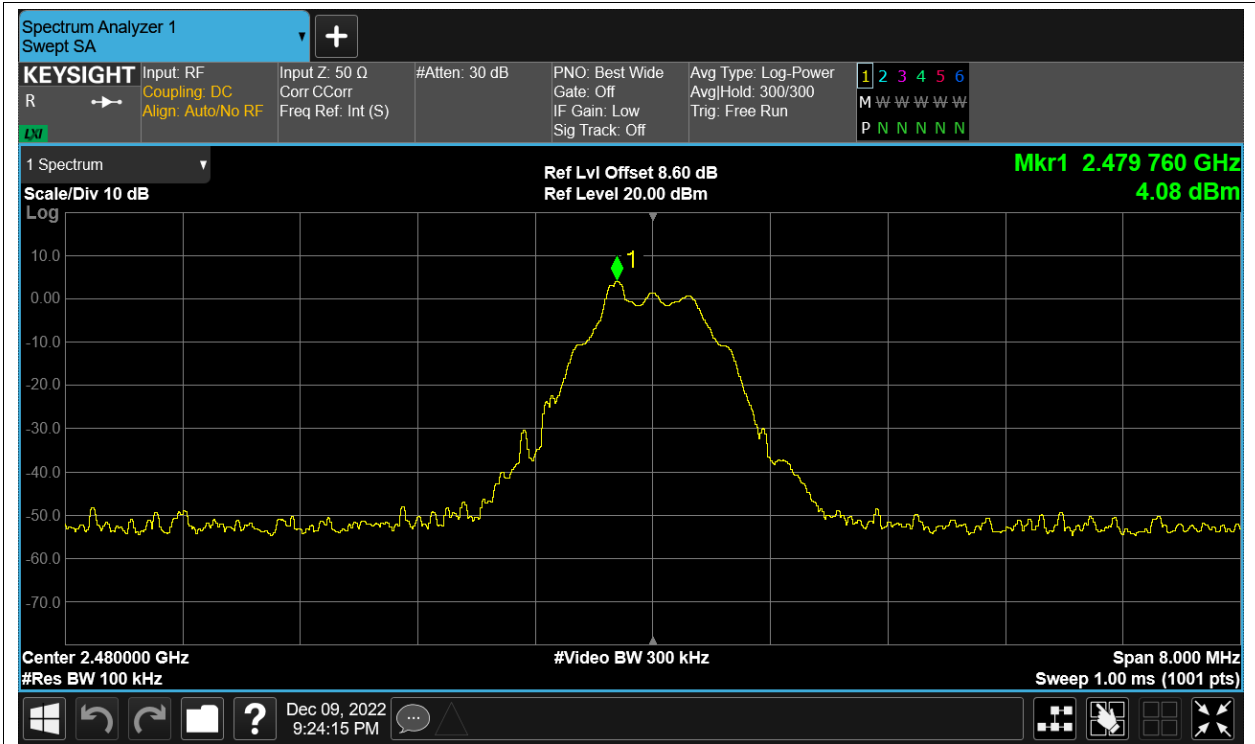 Spectrum Analyzer 1
Swept SA
KEYSIGHT
R
LXI
Input: RF
Coupling: DC
Align: Auto/No RF
Input Z: 50 Ω
Corr CCorr
Freq Ref: Int (S)
#Atten: 30 dB
PNO: Best Wide
Gate: Off
IF Gain: Low
Sig Track: Off
Avg Type: Log-Power
Avg|Hold: 300/300
Trig: Free Run
1 2 3 4 5 6
M W W W W W
P N N N N N
1 Spectrum
Scale/Div 10 dB
Log
Ref Lvl Offset 8.60 dB
Ref Level 20.00 dBm
Mkr1 2.479 760 GHz
4.08 dBm
1
10.0
0.00
-10.0
-20.0
-30.0
-40.0
-50.0
-60.0
-70.0
Center 2.480000 GHz
#Res BW 100 kHz
#Video BW 300 kHz
Span 8.000 MHz
Sweep 1.00 ms (1001 pts)
?
Dec 09, 2022
9:24:15 PM